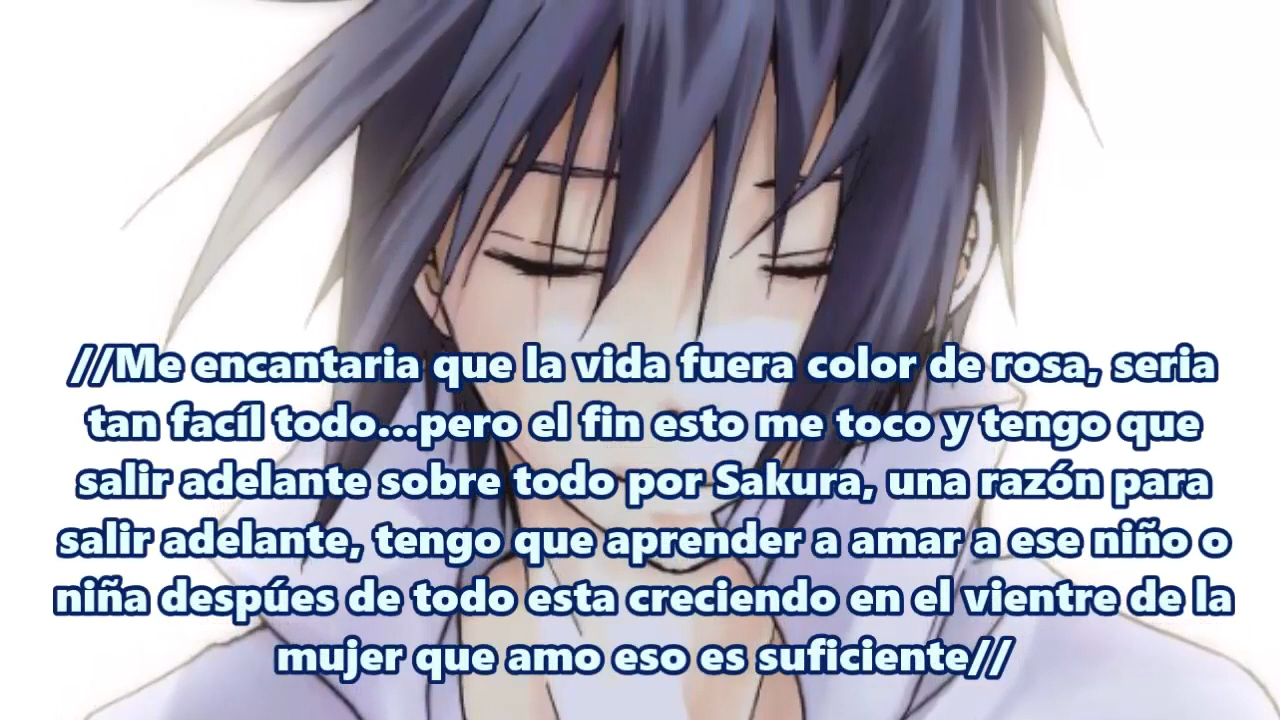 //Me encantaria que la vida fuera color de rosa, seria
tan facíl todo...pero el fin esto me toco y tengo que
salir adelante sobre todo por Sakura, una razón para
salir adelante, tengo que aprender a amar a ese niño o
niña despúes de todo esta creciendo en el vientre de la
mujer que amo eso es suficiente//